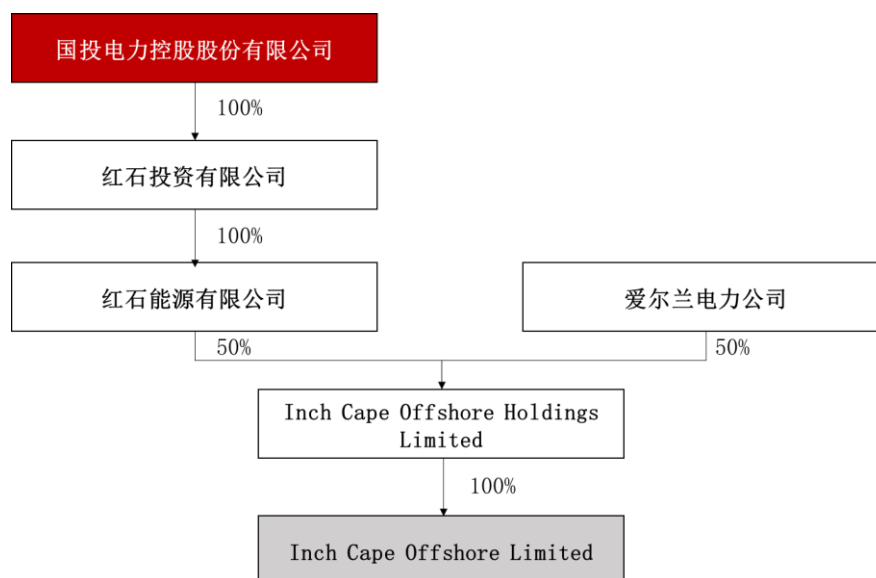 国投电力控股股份有限公司
100%
红石投资有限公司
100%
红石能源有限公司
爱尔兰电力公司
50%
50%
Inch Cape Offshore Holdings
Limited
100%
Inch Cape Offshore Limited